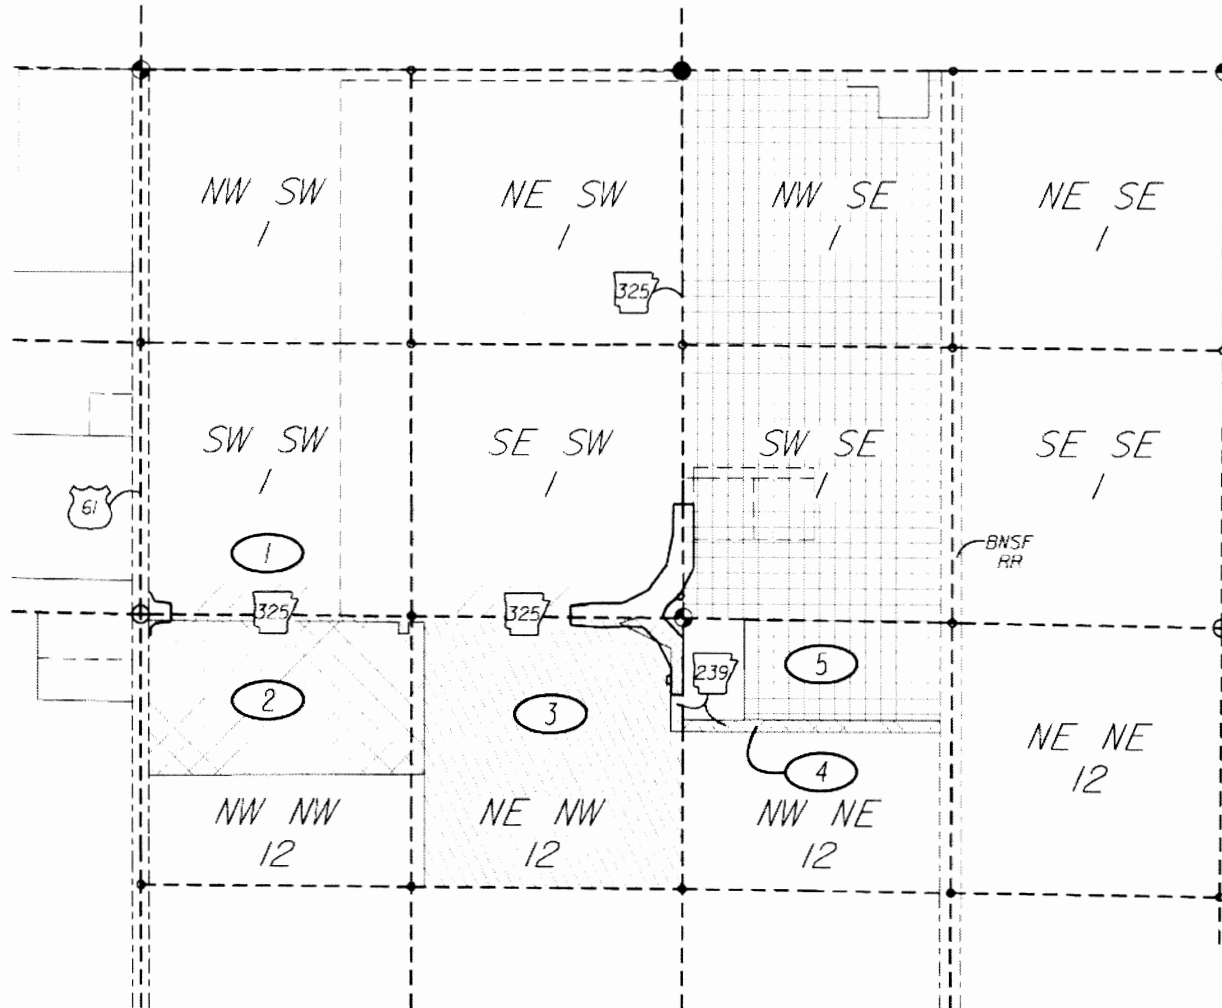 NW SW
1
NE SW
1
NW SE
1
NE SE
1
325
SW SW
1
SE SW
1
SW SE
1
SE SE
1
61
BNSF
RR
1
325
325
239
5
2
3
4
NE NE
12
NW NW
12
NE NW
12
NW NE
12